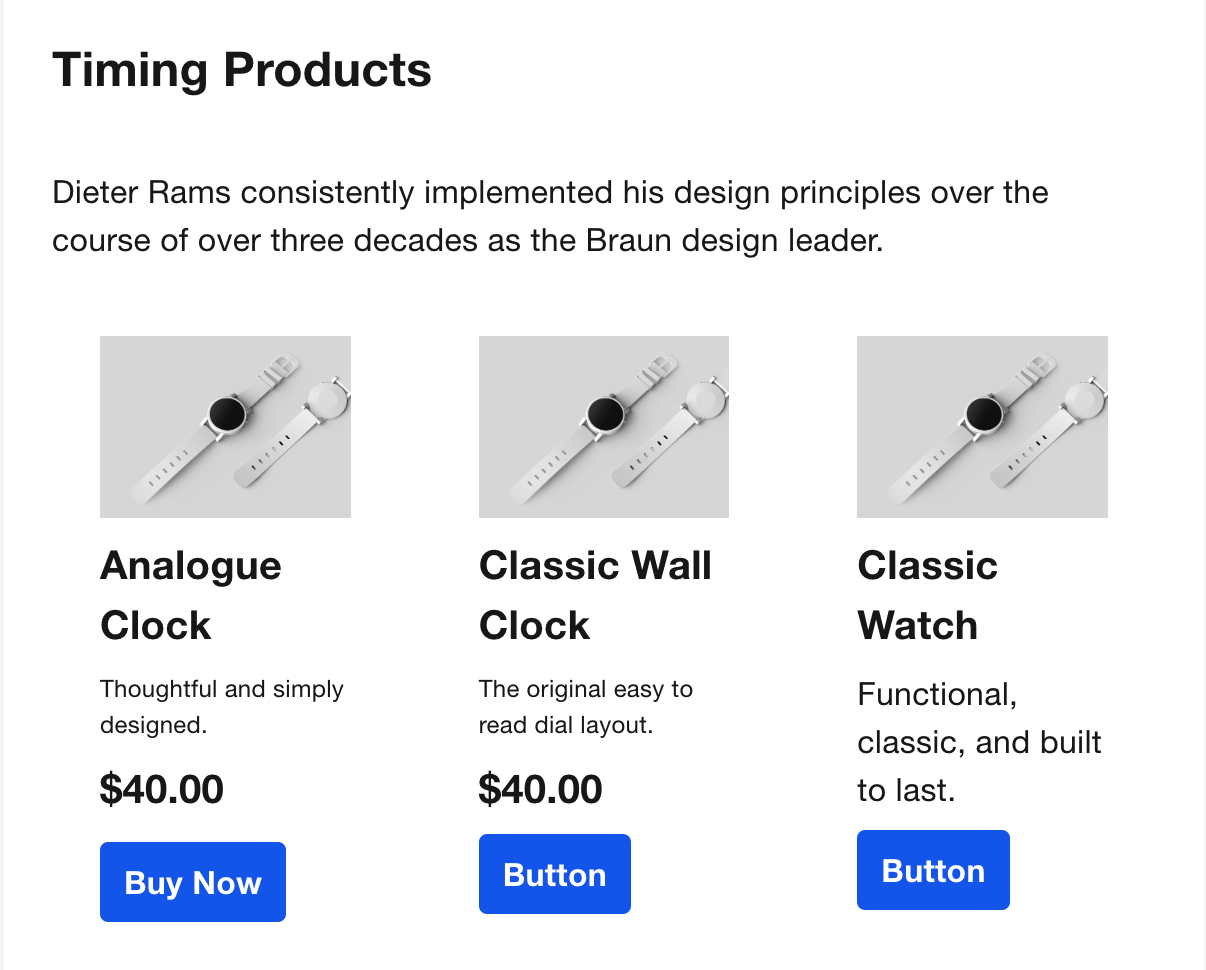 Timing Products
Dieter Rams consistently implemented his design principles over the
course of over three decades as the Braun design leader.
Analogue
Clock
Thoughtful and simply
designed.
$40.00
Buy Now
Classic Wall
Clock
The original easy to
read dial layout.
$40.00
Button
Classic
Watch
Functional,
classic, and built
to last.
Button